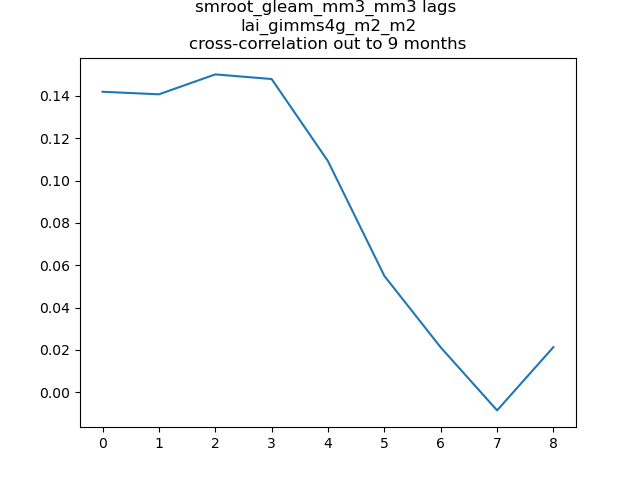 smroot_gleam_mm3_mm3 lags
lai_gimms4g_m2_m2
cross-correlation out to 9 months
0.14
0.12
0.10
0.08
0.06
0.04
0.02
0.00
0 1 2 3 4 5 6 7 8